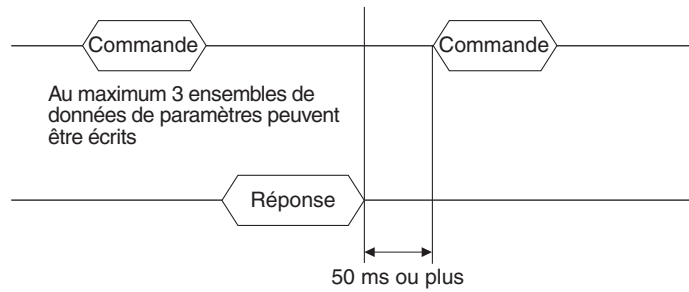 Commande
Commande
Au maximum 3 ensembles de
données de paramètres peuvent
être écrits
Réponse
50 ms ou plus